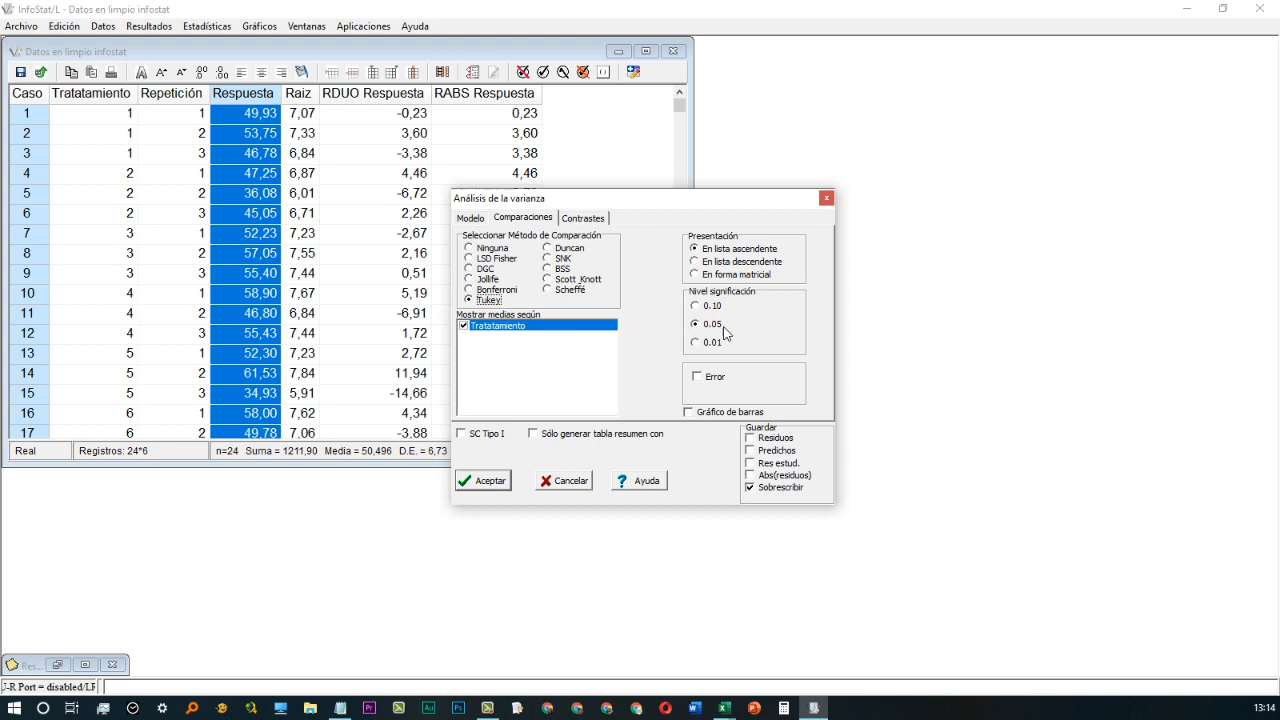 InfoStat/L - Datos en limpio infostat
Archivo Edición Datos Resultados Estadísticas Gráficos Ventanas Aplicaciones Ayuda
Datos en limpio infostat
Caso Tratatamiento Repetición Respuesta Raiz RDUO Respuesta RABS Respuesta
1 1 1 49,93 7,07 -0,23 0,23
2 1 2 53,75 7,33 3,60 3,60
3 1 3 46,78 6,84 -3,38 3,38
4 2 1 47,25 6,87 4,46 4,46
5 2 2 36,08 6,01 -6,72
6 2 3 45,05 6,71 2,26
7 3 1 52,23 7,23 -2,67
8 3 2 57,05 7,55 2,16
9 3 3 55,40 7,44 0,51
10 4 1 58,90 7,67 5,19
11 4 2 46,80 6,84 -6,91
12 4 3 55,43 7,44 1,72
13 5 1 52,30 7,23 2,72
14 5 2 61,53 7,84 11,94
15 5 3 34,93 5,91 -14,66
16 6 1 58,00 7,62 4,34
17 6 2 49,78 7,06 -3,88
Real Registros: 24*6 n=24 Suma = 1211,90 Media = 50,496 D.E. = 6,73
Análisis de la varianza
Modelo Comparaciones Contrastes
Seleccionar Método de Comparación
Ninguna Duncan
LSD Fisher SNK
DGC BSS
Jollife Scott_Knott
Bonferroni Scheffé
Tukey
Mostrar medias según
Tratatamiento
Presentación
En lista ascendente
En lista descendente
En forma matricial
Nivel significación
0.10
0.05
0.01
Error
Gráfico de barras
SC Tipo I Sólo generar tabla resumen con
Guardar
Residuos
Predichos
Res estud.
Abs(residuos)
Sobrescribir
Aceptar Cancelar Ayuda
Res...
J-R Port = disabled/LF
13:14